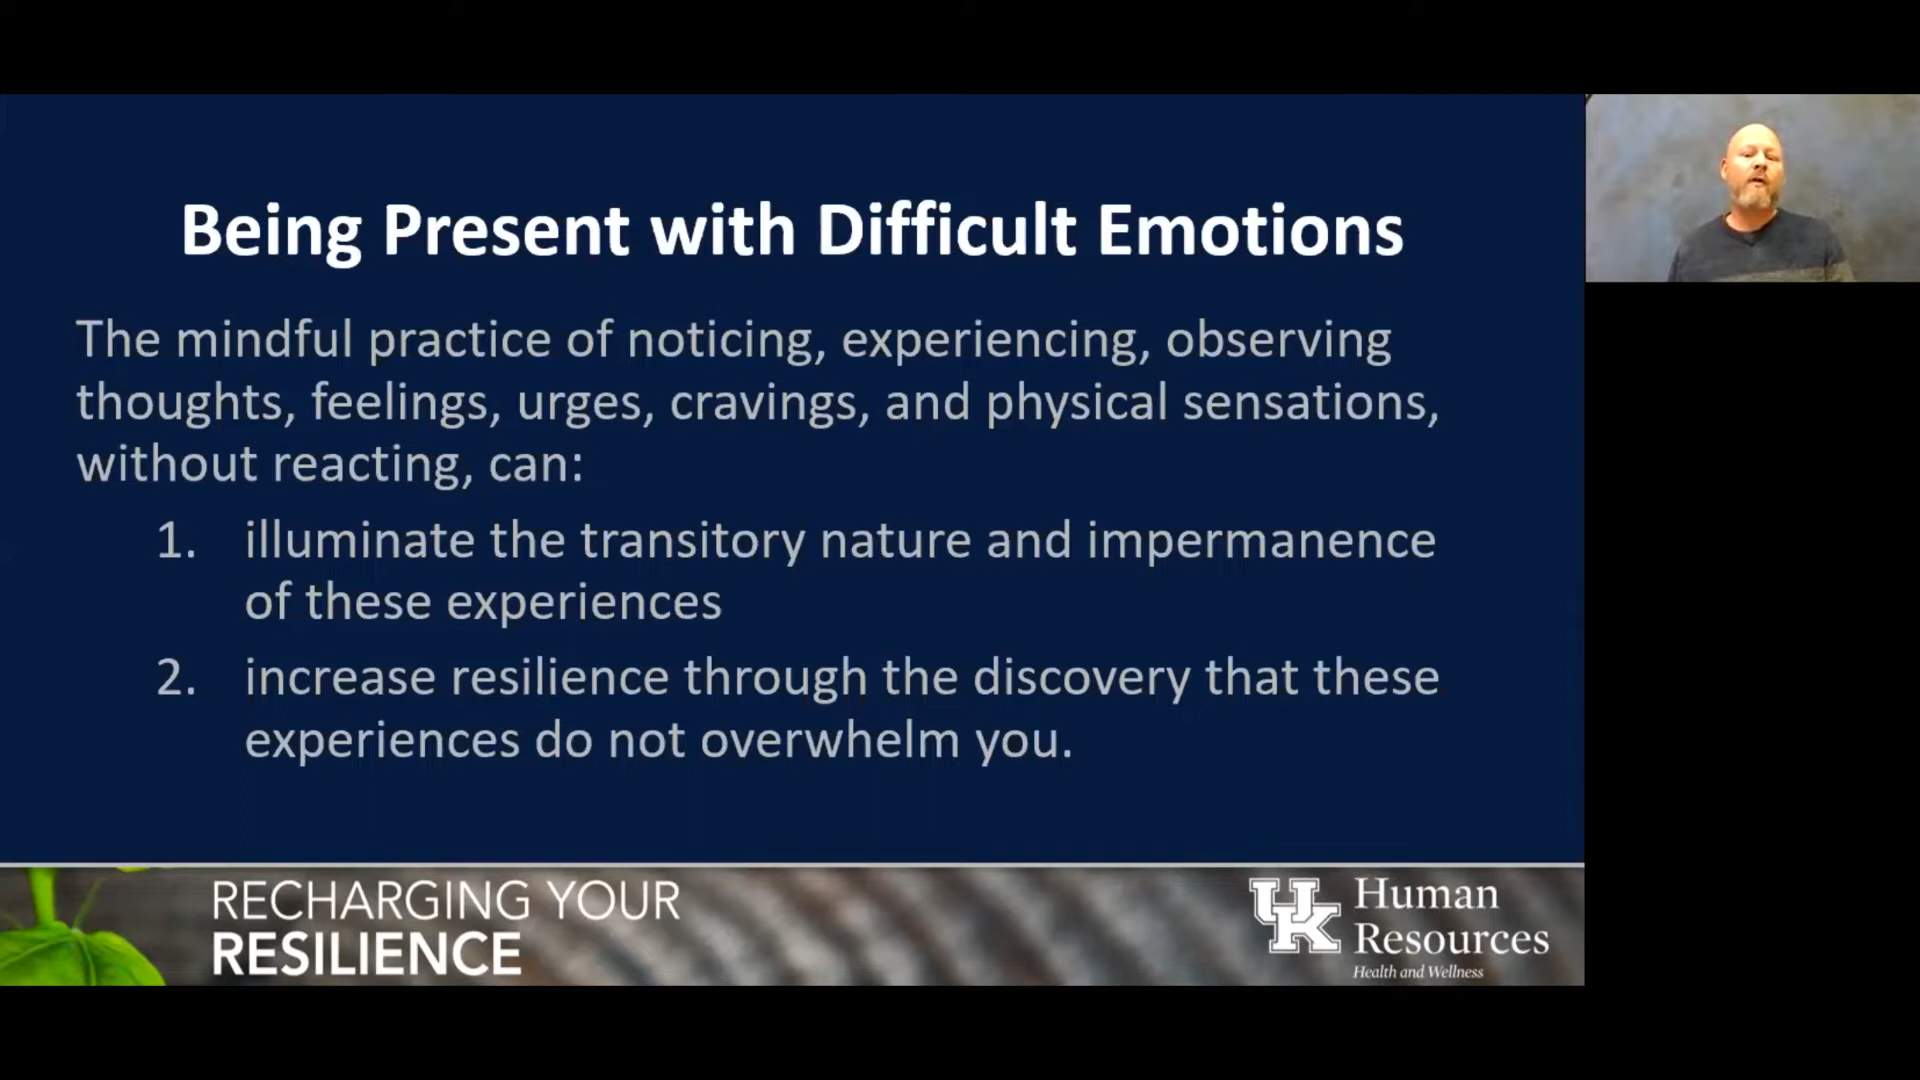 Being Present with Difficult Emotions
The mindful practice of noticing, experiencing, observing
thoughts, feelings, urges, cravings, and physical sensations,
without reacting, can:
1. illuminate the transitory nature and impermanence
of these experiences
2. increase resilience through the discovery that these
experiences do not overwhelm you.
RECHARGING YOUR
RESILIENCE
UK
Human
Resources
Health and Wellness